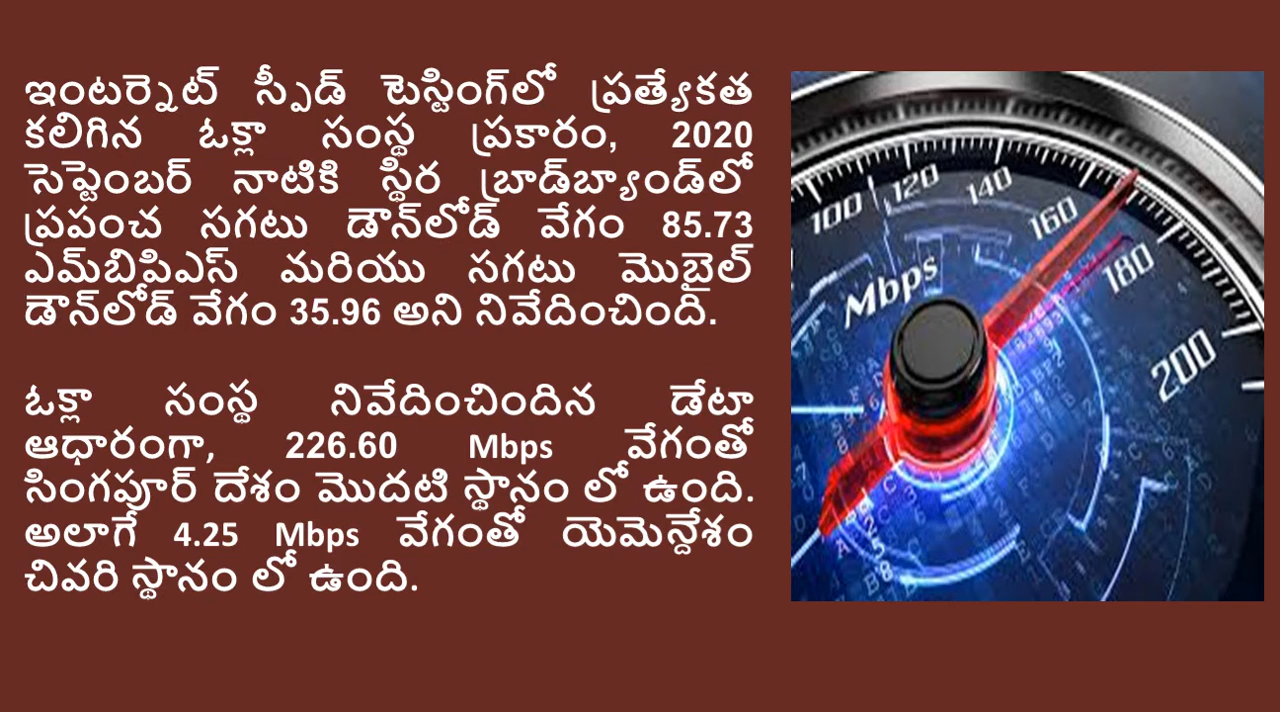 ఇంటర్నెట్ స్పీడ్ టెస్టింగ్‌లో ప్రత్యేకత
కలిగిన ఓక్లా సంస్థ ప్రకారం, 2020
సెప్టెంబర్ నాటికి స్థిర బ్రాడ్‌బ్యాండ్‌లో
ప్రపంచ సగటు డౌన్‌లోడ్ వేగం 85.73
ఎమ్‌బిపిఎస్ మరియు సగటు మొబైల్
డౌన్‌లోడ్ వేగం 35.96 అని నివేదించింది.
ఓక్లా సంస్థ నివేదించిందిన డేటా
ఆధారంగా, 226.60 Mbps వేగంతో
సింగపూర్ దేశం మొదటి స్థానం లో ఉంది.
అలాగే 4.25 Mbps వేగంతో యెమెన్దేశం
చివరి స్థానం లో ఉంది.
100 120 140 160 180 200
Mbps